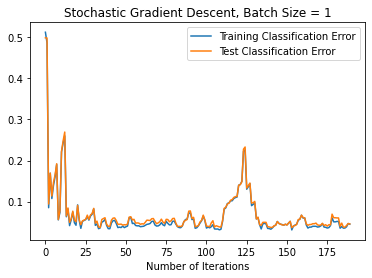 Stochastic Gradient Descent, Batch Size = 1
Training Classification Error
Test Classification Error
0.5
0.4
0.3
0.2
0.1
0 25 50 75 100 125 150 175
Number of Iterations